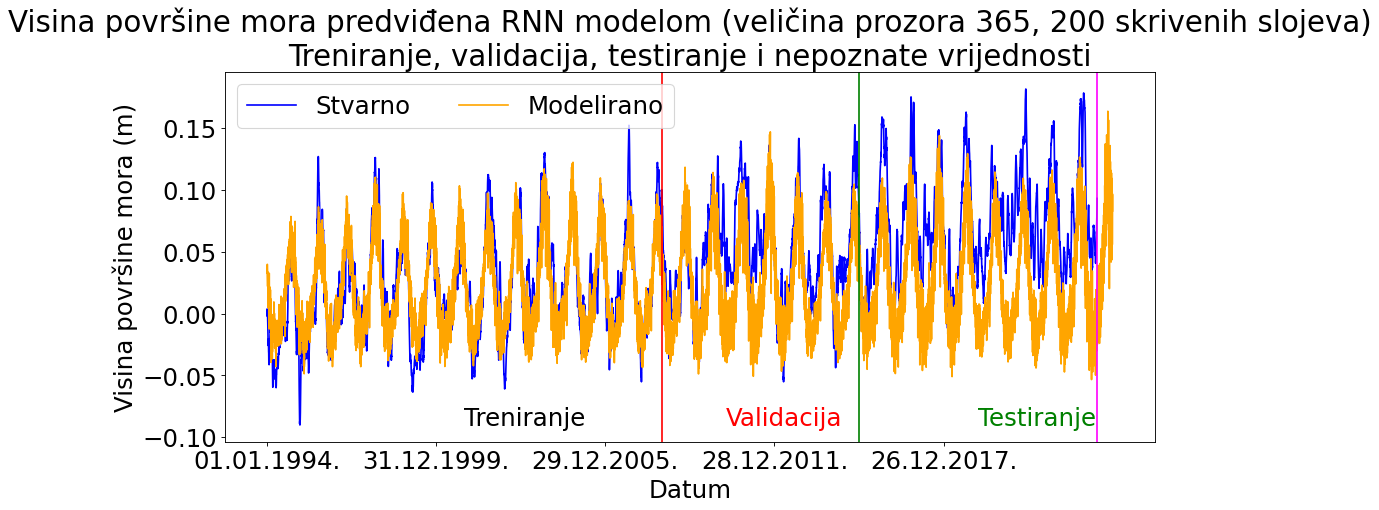 Visina površine mora predviđena RNN modelom (veličina prozora 365, 200 skrivenih slojeva)
Treniranje, validacija, testiranje i nepoznate vrijednosti
Stvarno Modelirano
Visina površine mora (m)
0.15
0.10
0.05
0.00
−0.05
−0.10
Treniranje Validacija Testiranje
01.01.1994. 31.12.1999. 29.12.2005. 28.12.2011. 26.12.2017.
Datum